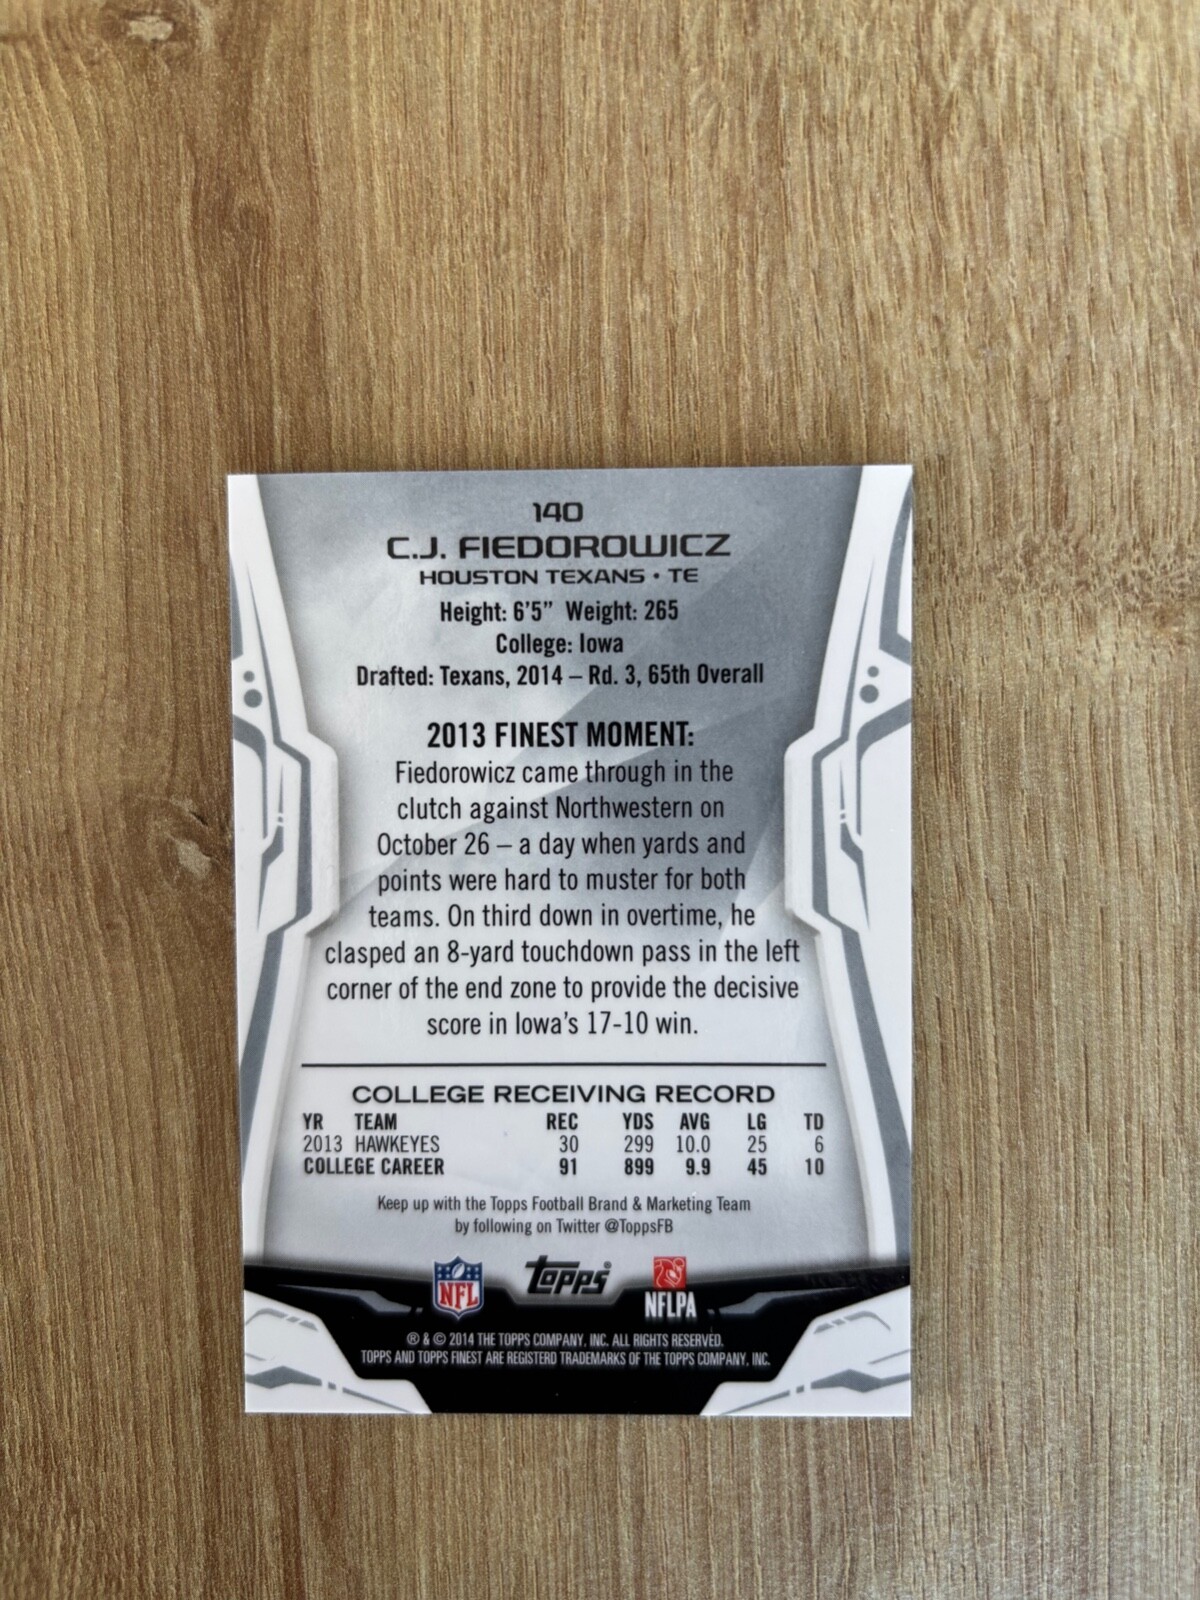 140
C.J. FIEDOROWICZ
HOUSTON TEXANS • TE
Height: 6'5" Weight: 265
College: Iowa
Drafted: Texans, 2014 – Rd. 3, 65th Overall
2013 FINEST MOMENT:
Fiedorowicz came through in the
clutch against Northwestern on
October 26 – a day when yards and
points were hard to muster for both
teams. On third down in overtime, he
clasped an 8-yard touchdown pass in the left
corner of the end zone to provide the decisive
score in Iowa's 17-10 win.
COLLEGE RECEIVING RECORD
YR TEAM REC YDS AVG LG TD
2013 HAWKEYES 30 299 10.0 25 6
COLLEGE CAREER 91 899 9.9 45 10
Keep up with the Topps Football Brand & Marketing Team
by following on Twitter @ToppsFB
NFL Topps® NFLPA
® & © 2014 THE TOPPS COMPANY, INC. ALL RIGHTS RESERVED.
TOPPS AND TOPPS FINEST ARE REGISTERD TRADEMARKS OF THE TOPPS COMPANY, INC.